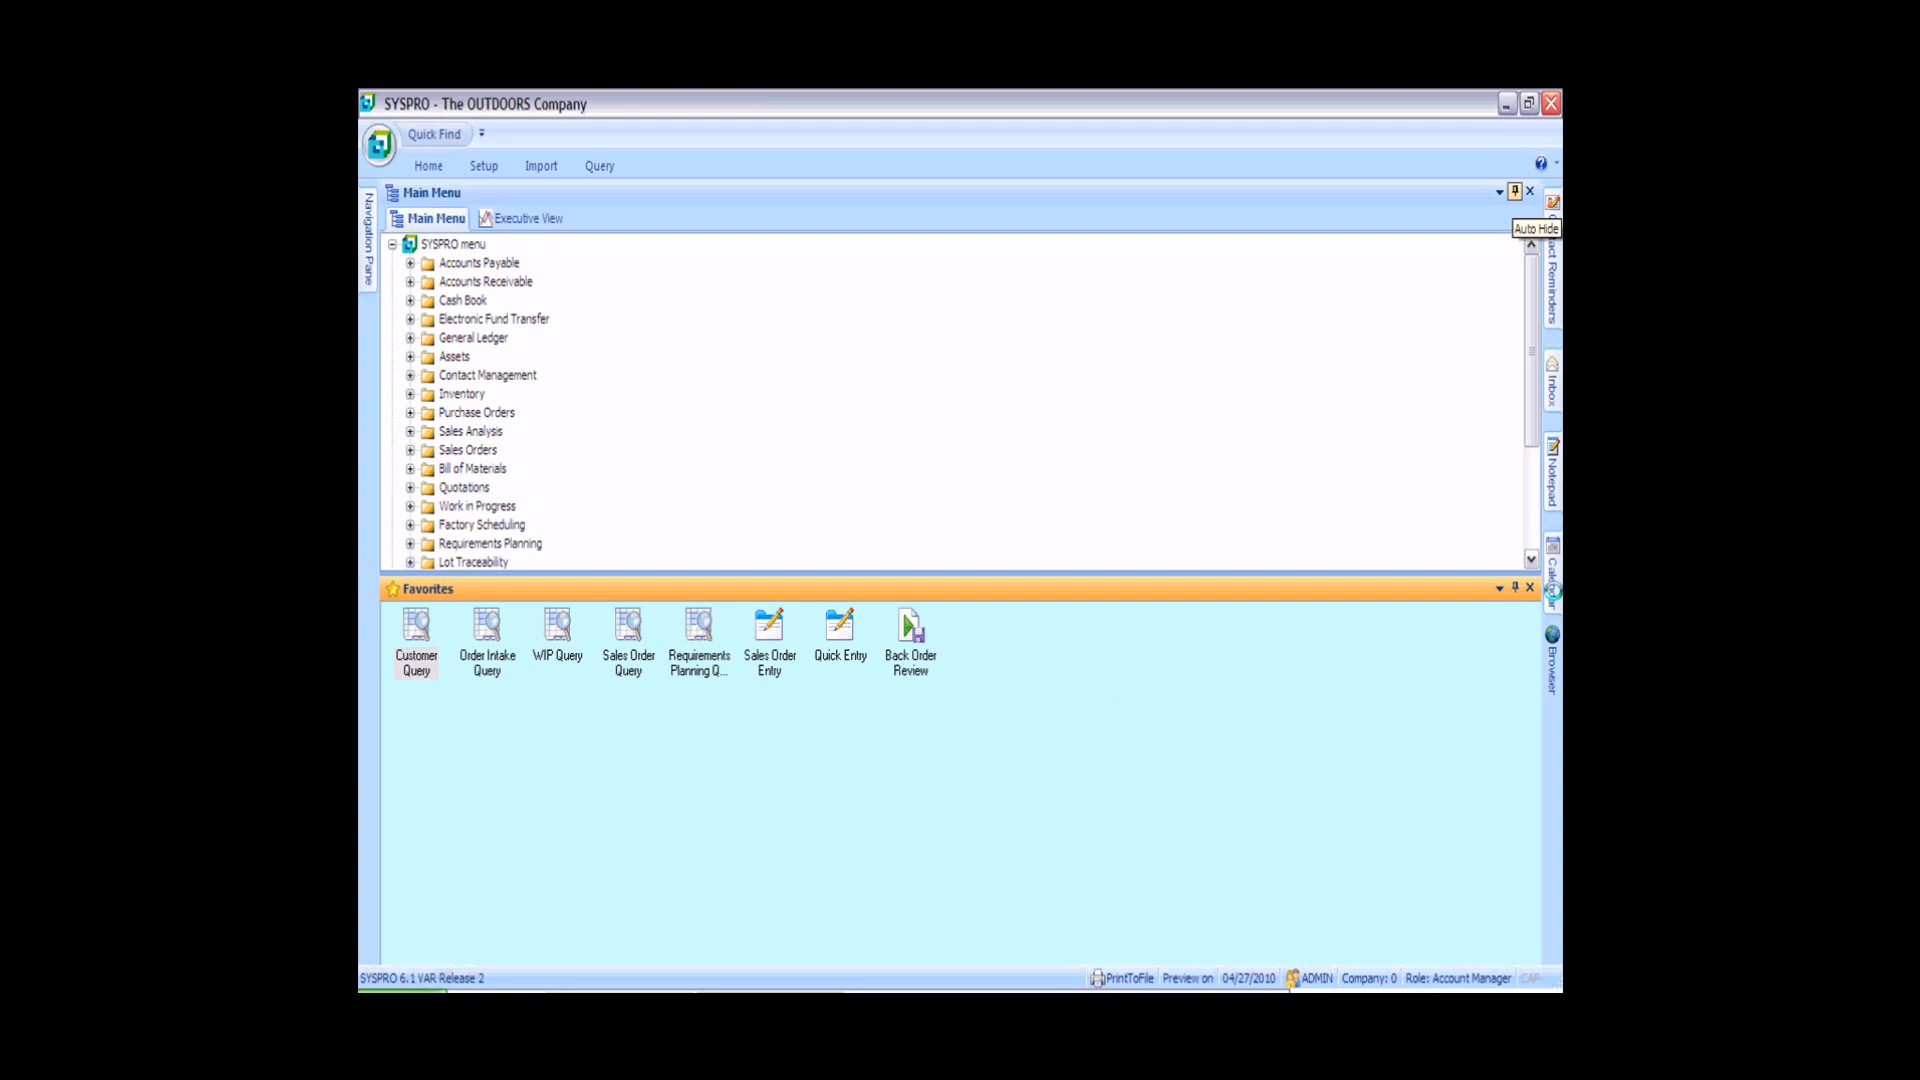 SYSPRO - The OUTDOORS Company
Quick Find
Home Setup Import Query
Main Menu
Main Menu Executive View
Auto Hide
SYSPRO menu
Accounts Payable
Accounts Receivable
Cash Book
Electronic Fund Transfer
General Ledger
Assets
Contact Management
Inventory
Purchase Orders
Sales Analysis
Sales Orders
Bill of Materials
Quotations
Work in Progress
Factory Scheduling
Requirements Planning
Lot Traceability
Navigation Pane
Reminders
Inbox
Notepad
Browser
Favorites
Customer Query
Order Intake Query
WIP Query
Sales Order Query
Requirements Planning Q...
Sales Order Entry
Quick Entry
Back Order Review
SYSPRO 6.1 VAR Release 2
PrintToFile Preview on 04/27/2010 ADMIN Company: 0 Role: Account Manager CAP